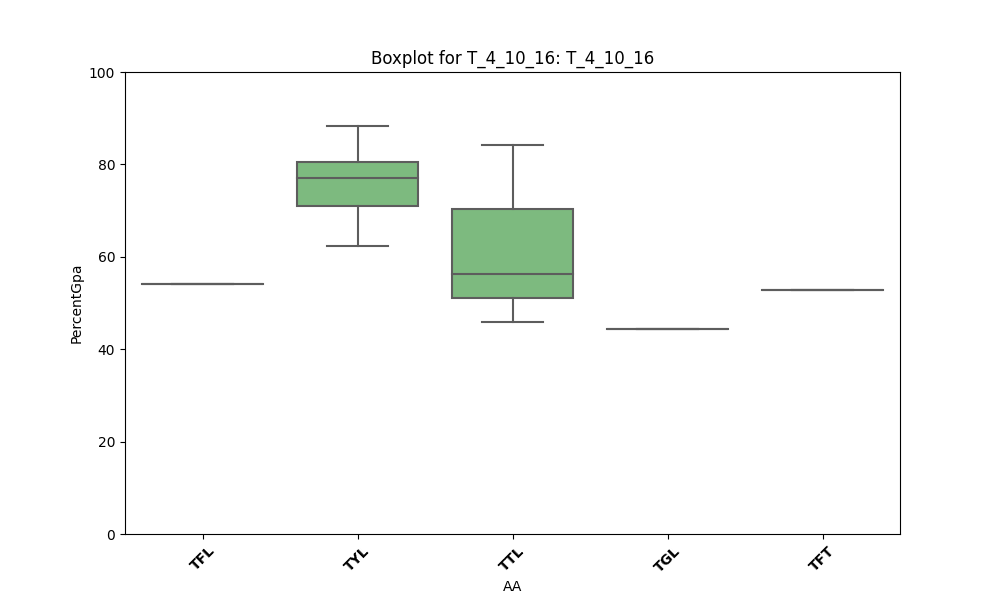 Boxplot for T_4_10_16: T_4_10_16
100
80
60
40
20
0
PercentGpa
TFL
TYL
TTL
TGL
TFT
AA